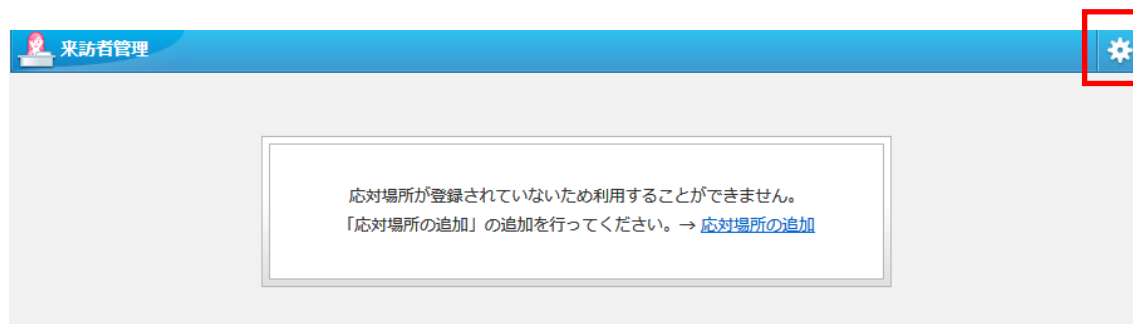 来訪者管理
応対場所が登録されていないため利用することができません。
「応対場所の追加」の追加を行ってください。→ 応対場所の追加